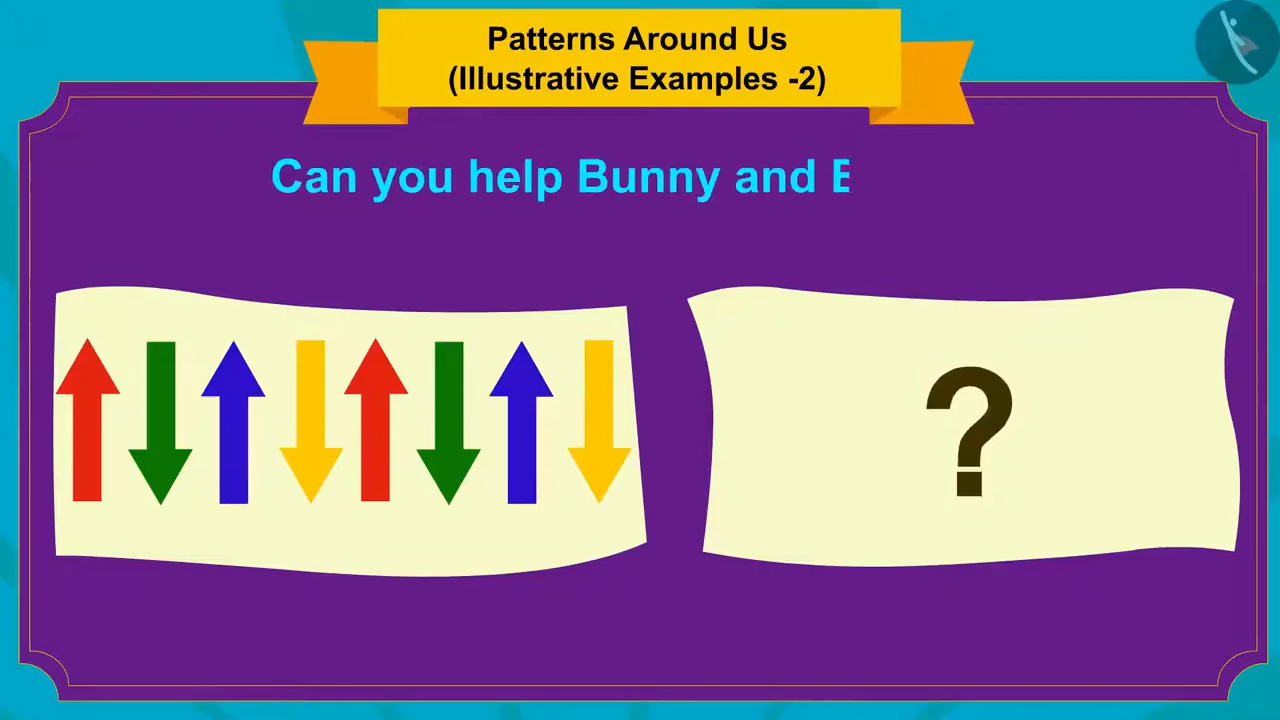 Patterns Around Us
(Illustrative Examples -2)
Can you help Bunny and
?